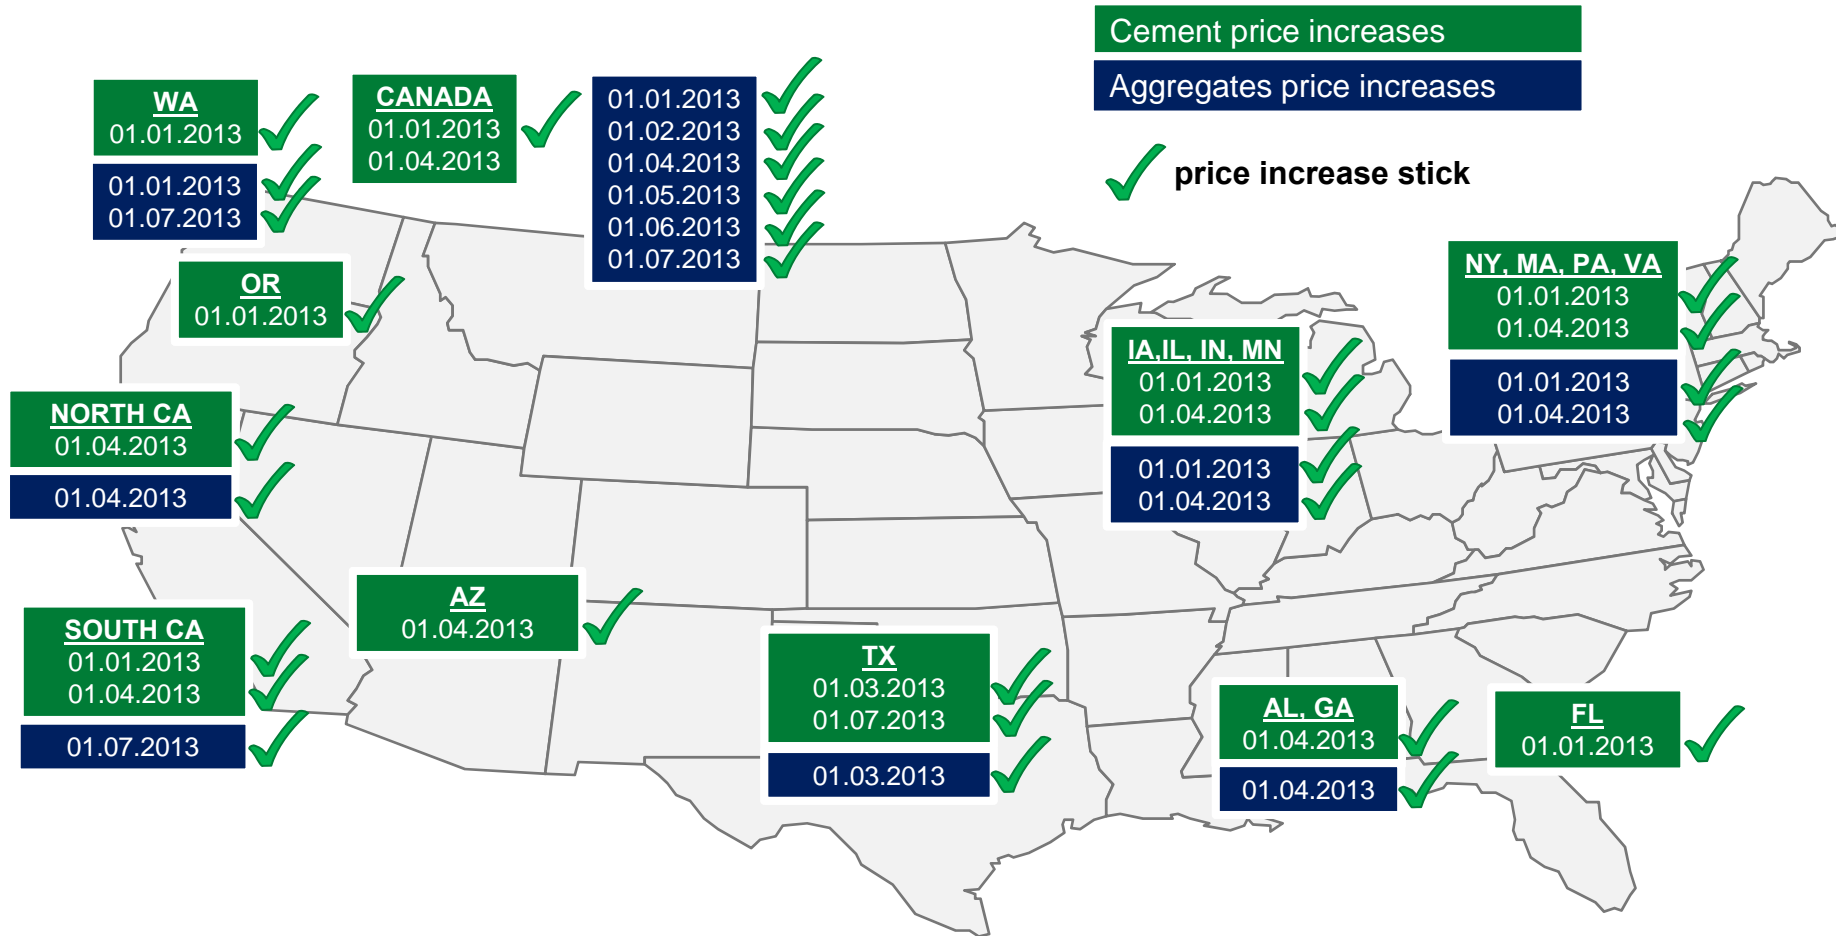 Cement price increases
Aggregates price increases
price increase stick
WA
01.01.2013
01.01.2013
01.07.2013
CANADA
01.01.2013
01.04.2013
01.01.2013
01.02.2013
01.04.2013
01.05.2013
01.06.2013
01.07.2013
OR
01.01.2013
NORTH CA
01.04.2013
01.04.2013
SOUTH CA
01.01.2013
01.04.2013
01.07.2013
AZ
01.04.2013
TX
01.03.2013
01.07.2013
01.03.2013
IA,IL, IN, MN
01.01.2013
01.04.2013
01.01.2013
01.04.2013
NY, MA, PA, VA
01.01.2013
01.04.2013
01.01.2013
01.04.2013
AL, GA
01.04.2013
01.04.2013
FL
01.01.2013